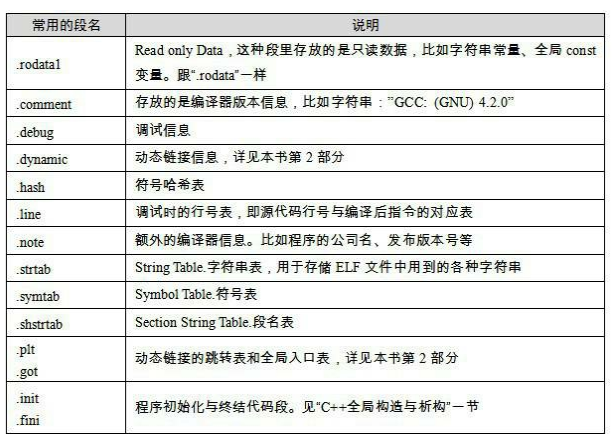 常用的段名 说明
.rodata1 Read only Data，这种段里存放的是只读数据，比如字符串常量、全局 const
变量。跟“.rodata”一样
.comment 存放的是编译器版本信息，比如字符串：”GCC: (GNU) 4.2.0”
.debug 调试信息
.dynamic 动态链接信息，详见本书第 2 部分
.hash 符号哈希表
.line 调试时的行号表，即源代码行号与编译后指令的对应表
.note 额外的编译器信息。比如程序的公司名、发布版本号等
.strtab String Table.字符串表，用于存储 ELF 文件中用到的各种字符串
.symtab Symbol Table.符号表
.shstrtab Section String Table.段名表
.plt
.got 动态链接的跳转表和全局入口表，详见本书第 2 部分
.init
.fini 程序初始化与终结代码段。见“C++全局构造与析构”一节